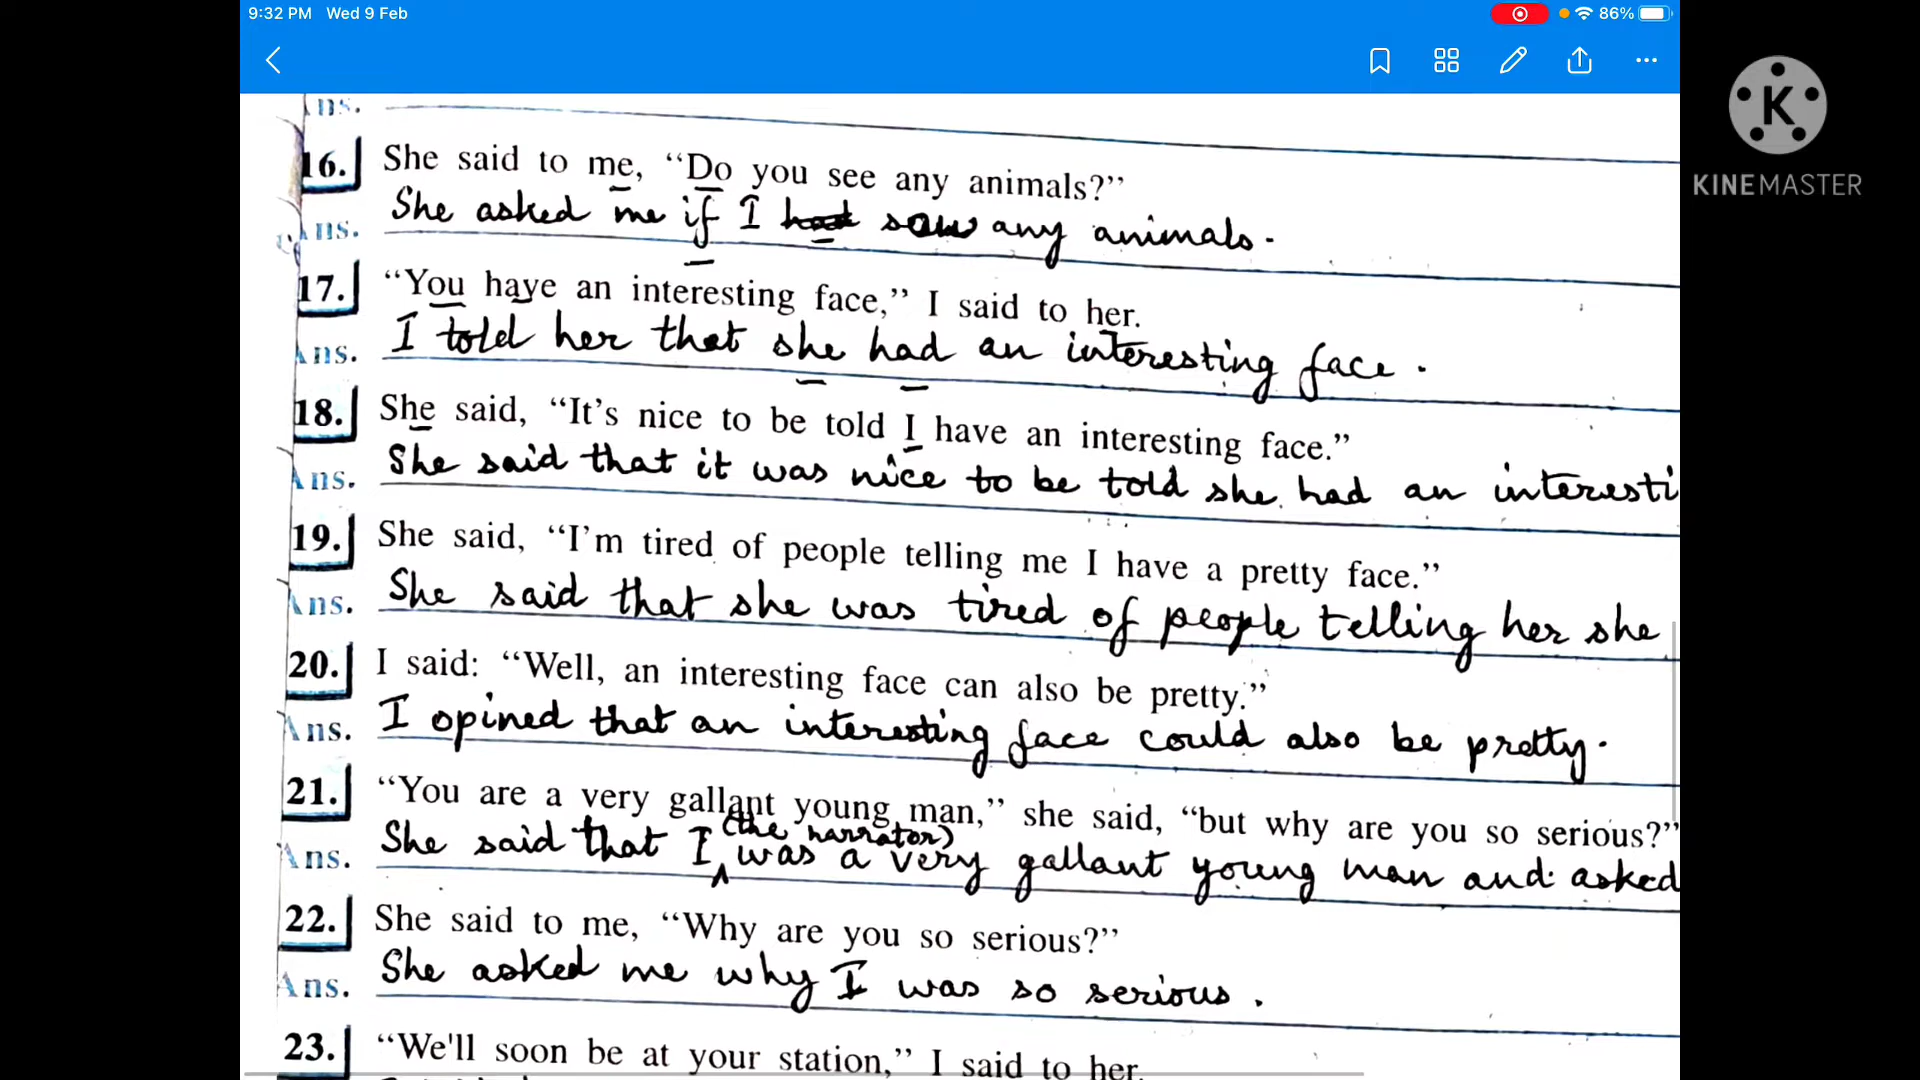 9:32 PM Wed 9 Feb 86%
Ans.
16. She said to me, “Do you see any animals?”
Ans. She asked me if I had saw any animals.
17. “You have an interesting face,” I said to her.
Ans. I told her that she had an interesting face.
18. She said, “It’s nice to be told I have an interesting face.”
Ans. She said that it was nice to be told she had an interesti
19. She said, “I’m tired of people telling me I have a pretty face.”
Ans. She said that she was tired of people telling her she
20. I said: “Well, an interesting face can also be pretty.”
Ans. I opined that an interesting face could also be pretty.
21. “You are a very gallant young man,” she said, “but why are you so serious?”
(the narrator)
Ans. She said that I was a very gallant young man and asked
22. She said to me, “Why are you so serious?”
Ans. She asked me why I was so serious.
23. “We'll soon be at your station,” I said to her.
K
KINEMASTER